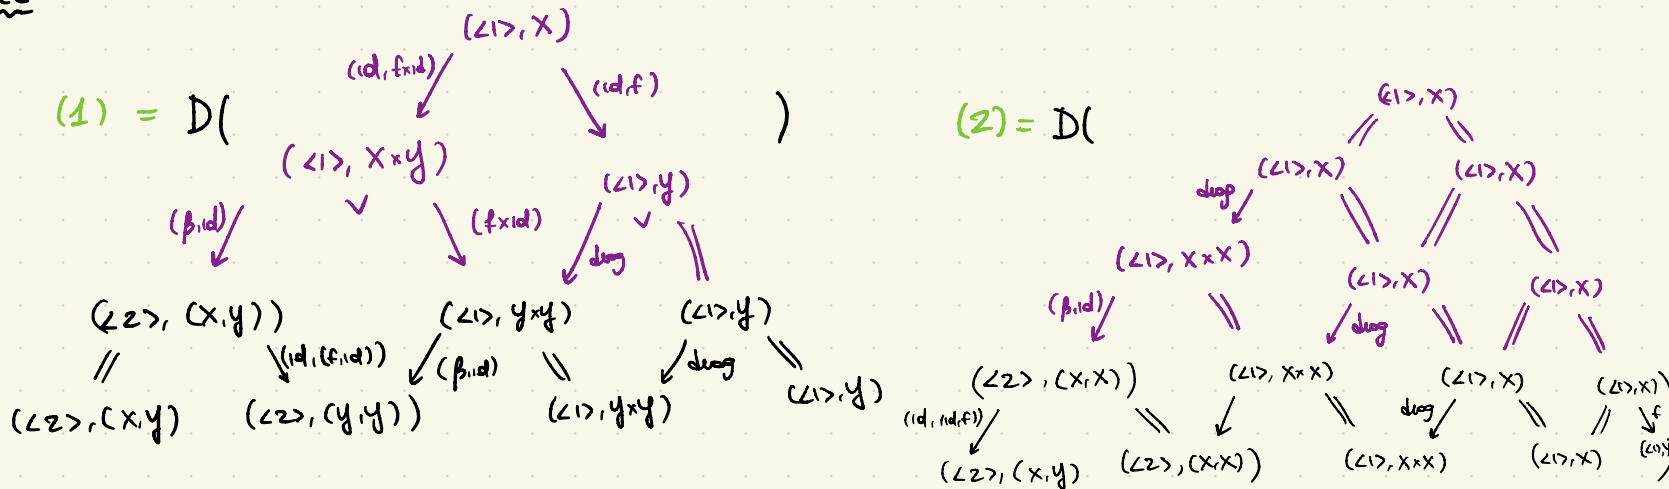 (<1>, X)
(id, f×id) (id,f)
(1) = D( )
(<1>, X×Y) (<1>, Y)
(β,id) (f×id) diag
(<2>, (X,Y)) (<1>, Y×Y) (<1>, Y)
(id,(f,id)) (β,id) diag
(<2>, (X,Y) (<2>, (Y,Y)) (<1>, Y×Y) (<1>, Y)
(<1>, X)
(2) = D(
(<1>, X) (<1>, X)
diag
(<1>, X×X) (<1>, X) (<1>, X)
(β,id) diag
(<2>, (X,X)) (<1>, X×X) (<1>, X) (<1>, X)
(id, (id,f)) diag f
(<2>, (X,Y) (<2>, (X,X)) (<1>, X×X) (<1>, X)
)